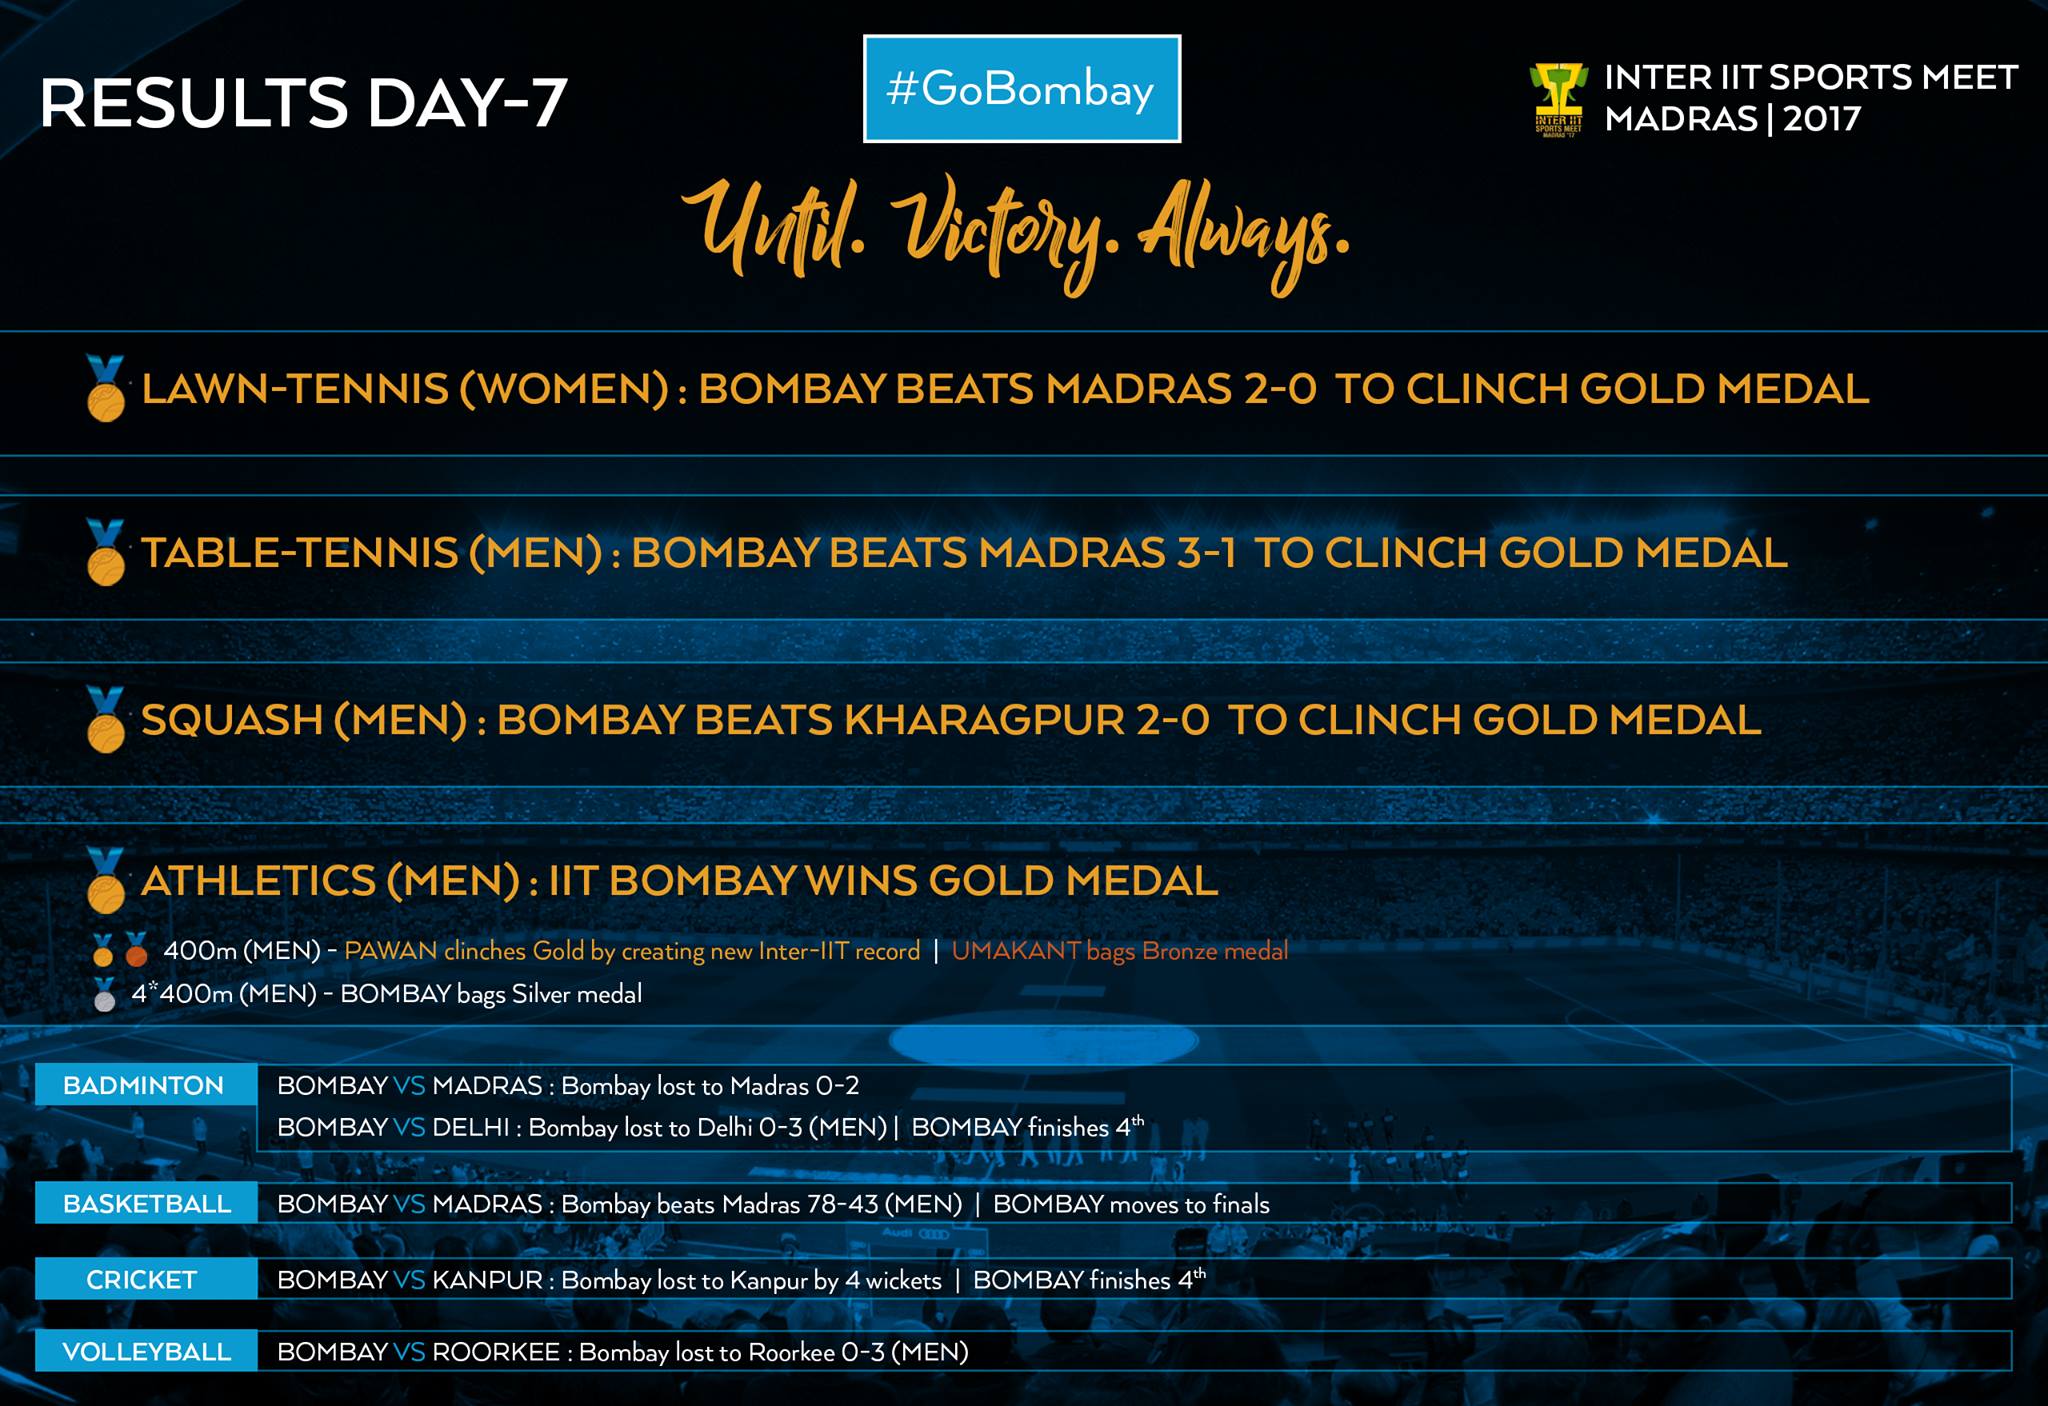 RESULTS DAY-7
#GoBombay
INTER IIT SPORTS MEET
MADRAS | 2017
INTER IIT
SPORTS MEET
MADRAS '17
Until. Victory. Always.
LAWN-TENNIS (WOMEN) : BOMBAY BEATS MADRAS 2-0 TO CLINCH GOLD MEDAL
TABLE-TENNIS (MEN) : BOMBAY BEATS MADRAS 3-1 TO CLINCH GOLD MEDAL
SQUASH (MEN) : BOMBAY BEATS KHARAGPUR 2-0 TO CLINCH GOLD MEDAL
ATHLETICS (MEN) : IIT BOMBAY WINS GOLD MEDAL
400m (MEN) - PAWAN clinches Gold by creating new Inter-IIT record | UMAKANT bags Bronze medal
4*400m (MEN) - BOMBAY bags Silver medal
BADMINTON BOMBAY VS MADRAS : Bombay lost to Madras 0-2
BOMBAY VS DELHI : Bombay lost to Delhi 0-3 (MEN) | BOMBAY finishes 4th
BASKETBALL BOMBAY VS MADRAS : Bombay beats Madras 78-43 (MEN) | BOMBAY moves to finals
Audi
CRICKET BOMBAY VS KANPUR : Bombay lost to Kanpur by 4 wickets | BOMBAY finishes 4th
VOLLEYBALL BOMBAY VS ROORKEE : Bombay lost to Roorkee 0-3 (MEN)